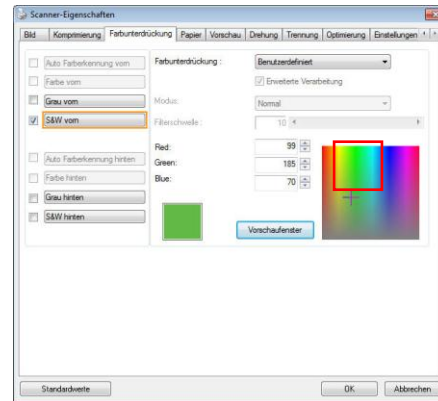 Scanner-Eigenschaften
Bild Komprimierung Farbunterdrückung Papier Vorschau Drehung Trennung Optimierung Einstellungen
Auto Farberkennung vorn
Farbe vorn
Grau vorn
S&W vorn
Auto Farberkennung hinten
Farbe hinten
Grau hinten
S&W hinten
Farbunterdrückung : Benutzerdefiniert
Erweiterte Verarbeitung
Modus: Normal
Filterschwelle : 10
Red: 99
Green: 185
Blue: 70
Vorschaufenster
Standardwerte OK Abbrechen